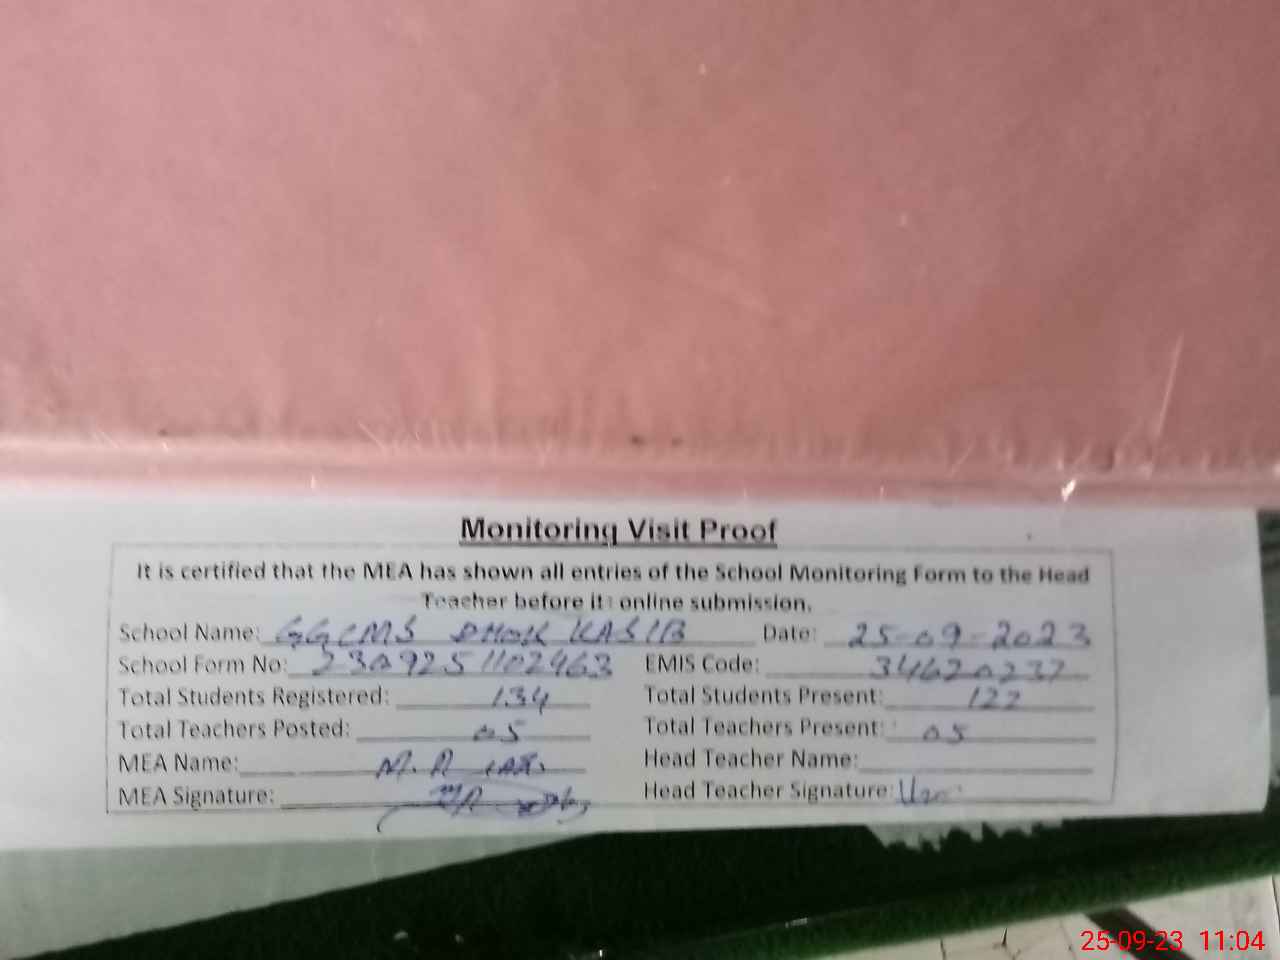 Monitoring Visit Proof
It is certified that the MEA has shown all entries of the School Monitoring Form to the Head
Teacher before its online submission.
School Name: GGCMS DHOK KASIB Date: 25-09-2023
School Form No: 2309251102463 EMIS Code: 34620237
Total Students Registered: 134 Total Students Present: 122
Total Teachers Posted: 05 Total Teachers Present: 05
MEA Name: M. R Head Teacher Name:
MEA Signature: Head Teacher Signature:
25-09-23 11:04